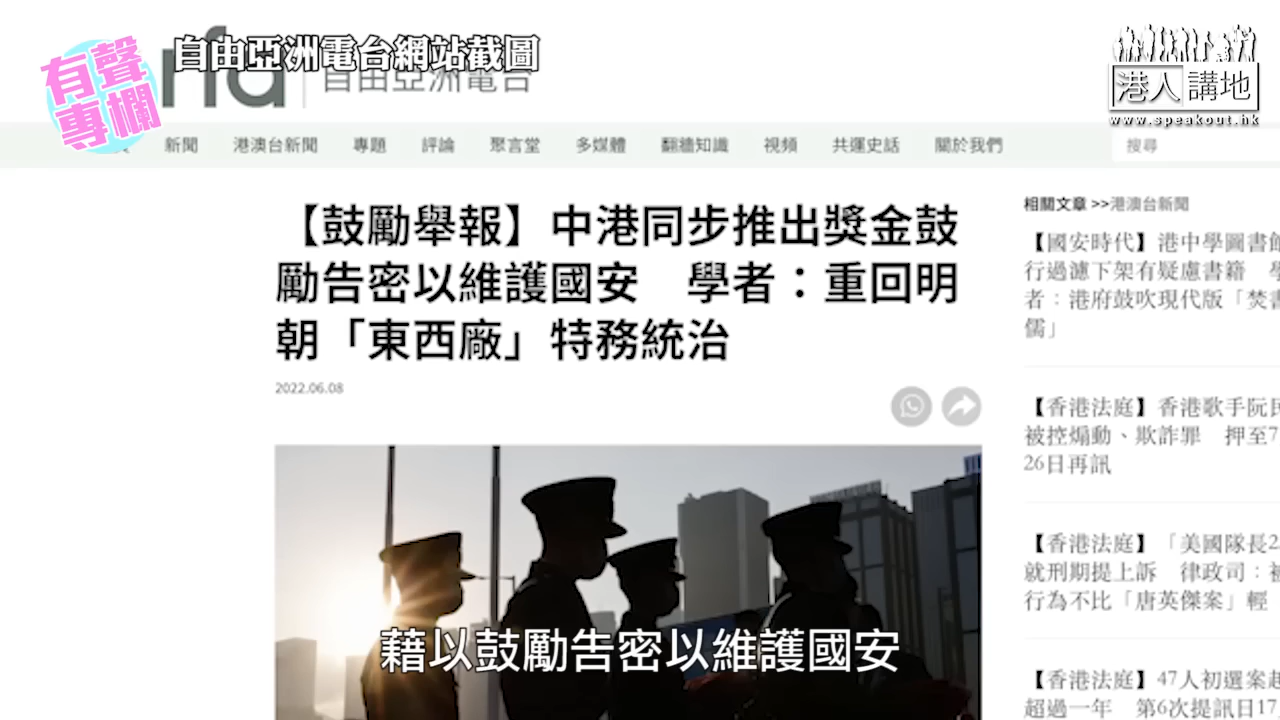 有聲
專欄
自由亞洲電台網站截圖
rfa 自由亞洲電台
港人講地
www.speakout.hk
新聞 港澳台新聞 專題 評論 聚言堂 多媒體 翻牆知識 視頻 共運史話 關於我們 搜尋
【鼓勵舉報】中港同步推出獎金鼓
勵告密以維護國安 學者：重回明
朝「東西廠」特務統治
2022.06.08
相關文章 >>港澳台新聞
【國安時代】港中學圖書館
行過濾下架有疑慮書籍
者：港府鼓吹現代版「焚書
儒」
【香港法庭】香港歌手阮民
被控煽動、欺詐罪 押至7
26日再訊
【香港法庭】「美國隊長2
就刑期提上訴 律政司：被
行為不比「唐英傑案」輕
【香港法庭】47人初選案起
超過一年 第6次提訊日17
藉以鼓勵告密以維護國安